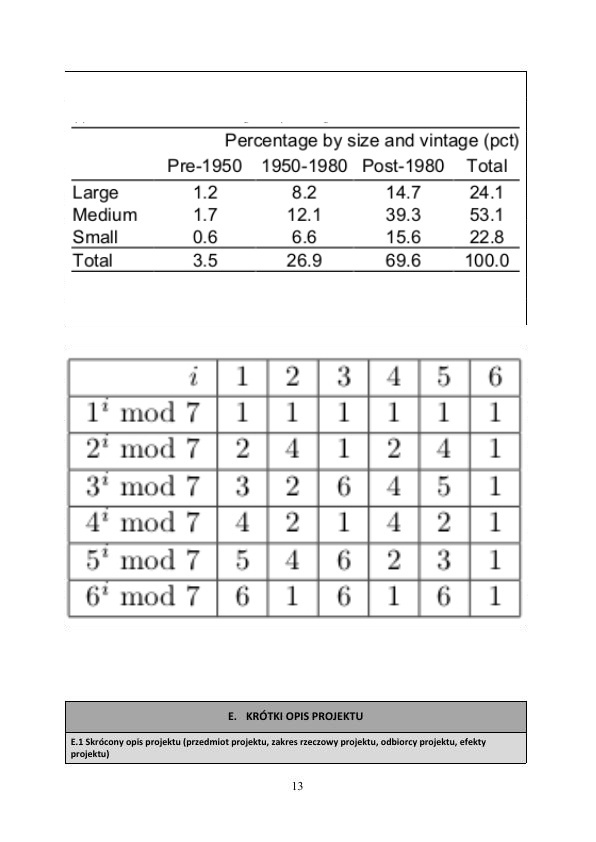 Percentage by size and vintage (pct)
Pre-1950 1950-1980 Post-1980 Total
Large 1.2 8.2 14.7 24.1
Medium 1.7 12.1 39.3 53.1
Small 0.6 6.6 15.6 22.8
Total 3.5 26.9 69.6 100.0
i 1 2 3 4 5 6
1^i mod 7 1 1 1 1 1 1
2^i mod 7 2 4 1 2 4 1
3^i mod 7 3 2 6 4 5 1
4^i mod 7 4 2 1 4 2 1
5^i mod 7 5 4 6 2 3 1
6^i mod 7 6 1 6 1 6 1
E. KRÓTKI OPIS PROJEKTU
E.1 Skrócony opis projektu (przedmiot projektu, zakres rzeczowy projektu, odbiorcy projektu, efekty
projektu)
13